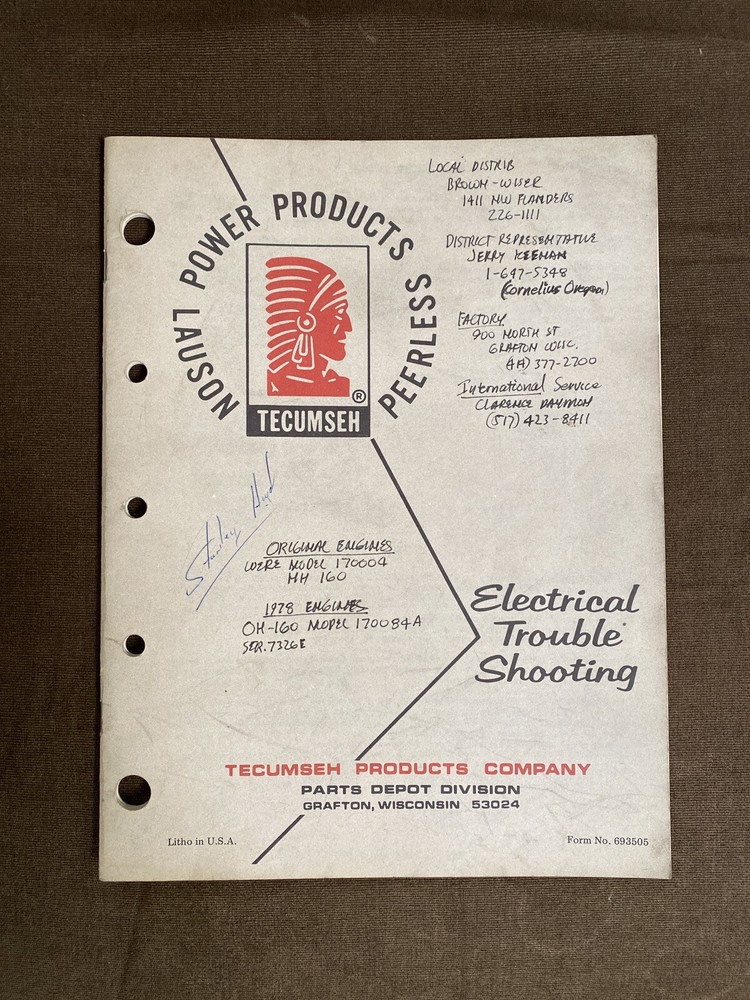 LAUSON POWER PRODUCTS PEERLESS
®
TECUMSEH
LOCAL DISTRIB
BROWN-WISER
1411 NW FLANDERS
226-1111
DISTRICT REPRESENTATIVE
JERRY KEENAN
1-647-5348
(Cornelius Oregon)
FACTORY
900 NORTH ST
GRAFTON WISC.
377-2700
International Service
CLARENCE
(517) 423-8411
Stanley
ORIGINAL ENGINES
WERE MODEL 170004
HH 160
1978 ENGINES
OH-160 MODEL 170084A
SER. 7326E
Electrical
Trouble
Shooting
TECUMSEH PRODUCTS COMPANY
PARTS DEPOT DIVISION
GRAFTON, WISCONSIN 53024
Litho in U.S.A.
Form No. 693505